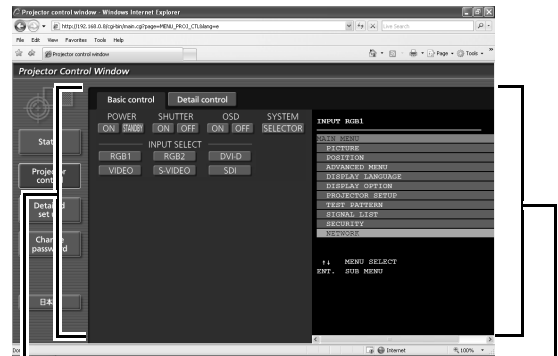 Projector control window - Windows Internet Explorer
http://192.168.0.8/cgi-bin/main.cgi?page=MENU_PROJ_CTL&lang=e
Live Search
File Edit View Favorites Tools Help
Projector control window
Page Tools
Projector Control Window
Basic control Detail control
POWER SHUTTER OSD SYSTEM
ON STANDBY ON OFF ON OFF SELECTOR
INPUT SELECT
RGB1 RGB2 DVI-D
VIDEO S-VIDEO SDI
Projector
control
Detailed
set
Change
password
日本
INPUT RGB1
MAIN MENU
PICTURE
POSITION
ADVANCED MENU
DISPLAY LANGUAGE
DISPLAY OPTION
PROJECTOR SETUP
TEST PATTERN
SIGNAL LIST
SECURITY
NETWORK
↑↓ MENU SELECT
ENT. SUB MENU
Internet 100%